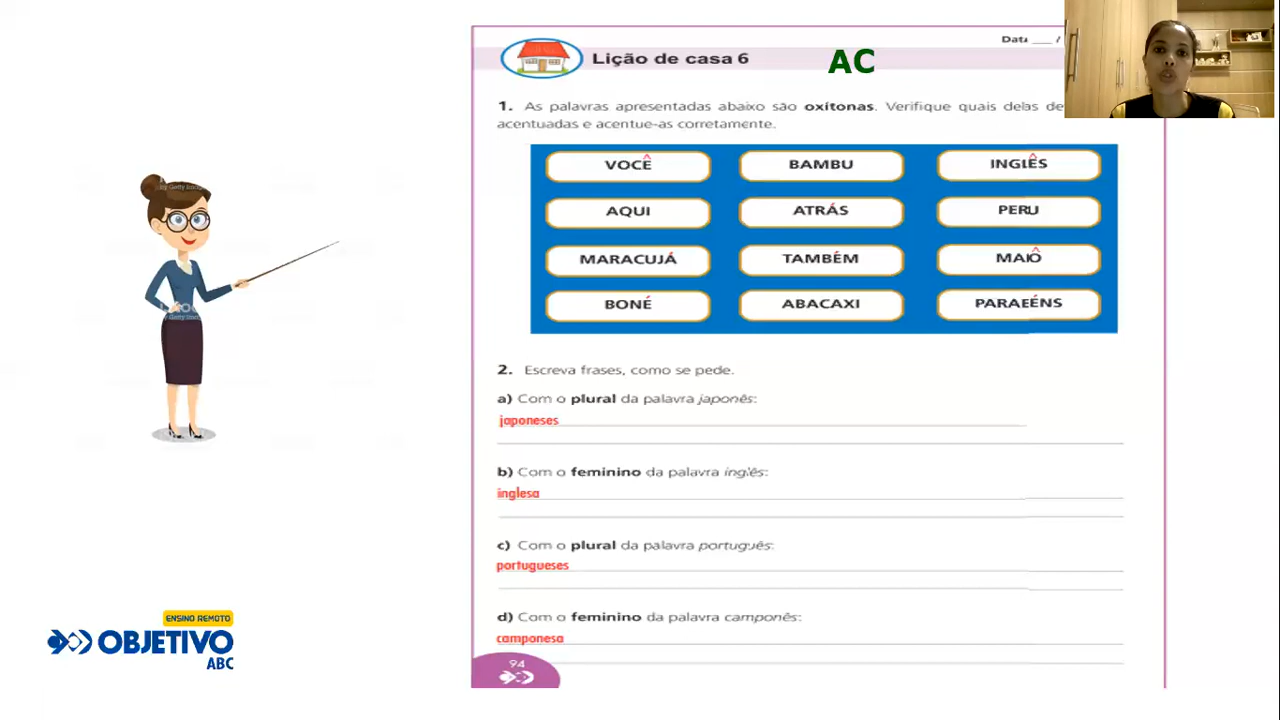 Data ___ /
Lição de casa 6
AC
1. As palavras apresentadas abaixo são oxítonas. Verifique quais delas de
acentuadas e acentue-as corretamente.
VOCÊ BAMBU INGLÊS
AQUI ATRÁS PERU
MARACUJÁ TAMBÉM MAIÔ
BONÉ ABACAXI PARABÉNS
2. Escreva frases, como se pede.
a) Com o plural da palavra japonês:
japoneses
b) Com o feminino da palavra inglês:
inglesa
c) Com o plural da palavra português:
portugueses
d) Com o feminino da palavra camponês:
camponesa
94
ENSINO REMOTO
OBJETIVO
ABC